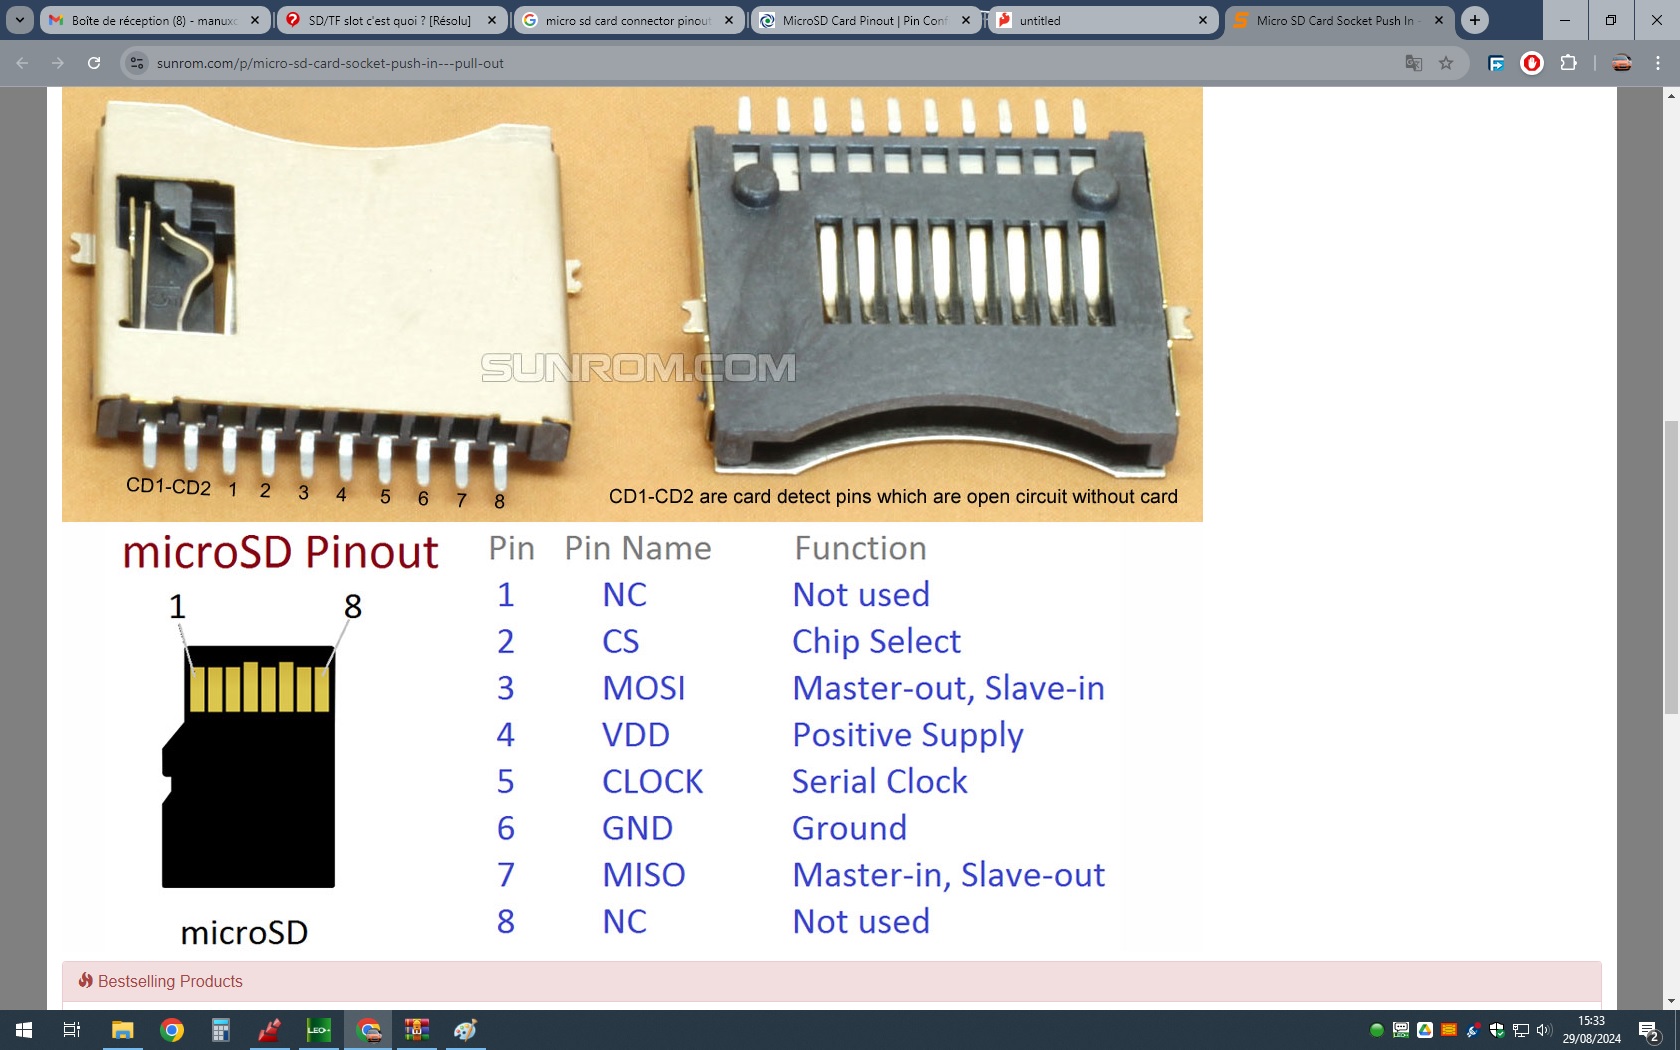 Boîte de réception (8) - manuxc
SD/TF slot c'est quoi ? [Résolu]
micro sd card connector pinout
MicroSD Card Pinout | Pin Conf
untitled
Micro SD Card Socket Push In -
sunrom.com/p/micro-sd-card-socket-push-in---pull-out
SUNROM.COM
CD1-CD2 1 2 3 4 5 6 7 8
CD1-CD2 are card detect pins which are open circuit without card
microSD Pinout
1 8
microSD
Pin Pin Name Function
1 NC Not used
2 CS Chip Select
3 MOSI Master-out, Slave-in
4 VDD Positive Supply
5 CLOCK Serial Clock
6 GND Ground
7 MISO Master-in, Slave-out
8 NC Not used
Bestselling Products
LEO+
15:33
29/08/2024
2